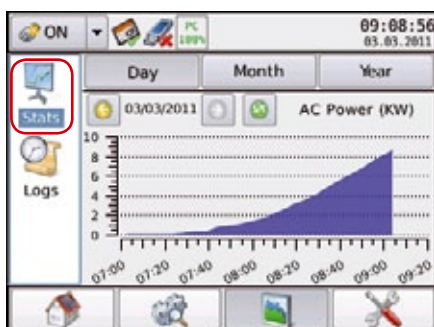 ON PC 100% 09:08:56
03.03.2011
Day Month Year
Stats
03/03/2011 AC Power (KW)
Logs
10
8
6
4
2
0
07:00 07:20 07:40 08:00 08:20 08:40 09:00 09:20